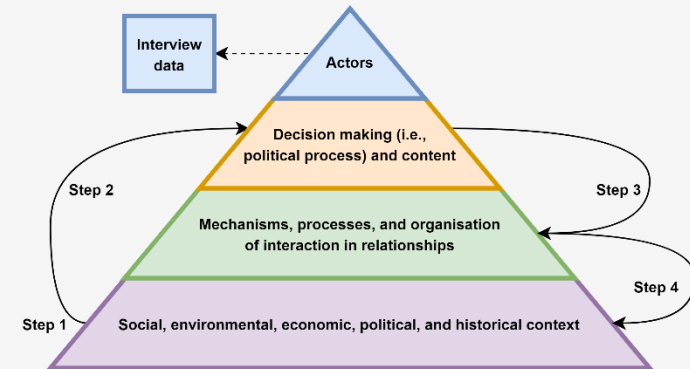 Interview
data
Actors
Decision making (i.e.,
political process) and content
Step 2
Step 3
Mechanisms, processes, and organisation
of interaction in relationships
Step 4
Step 1
Social, environmental, economic, political, and historical context